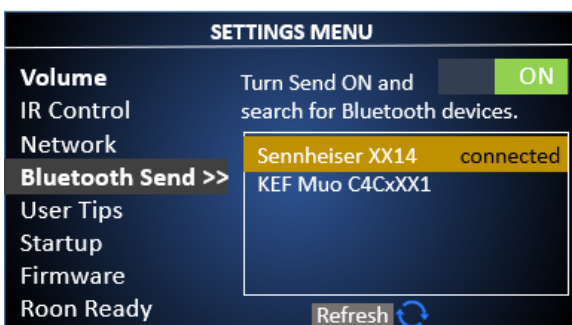 SETTINGS MENU
Volume
IR Control
Network
Bluetooth Send >>
User Tips
Startup
Firmware
Roon Ready
Turn Send ON and
ON
search for Bluetooth devices.
Sennheiser XX14 connected
KEF Muo C4CxXX1
Refresh